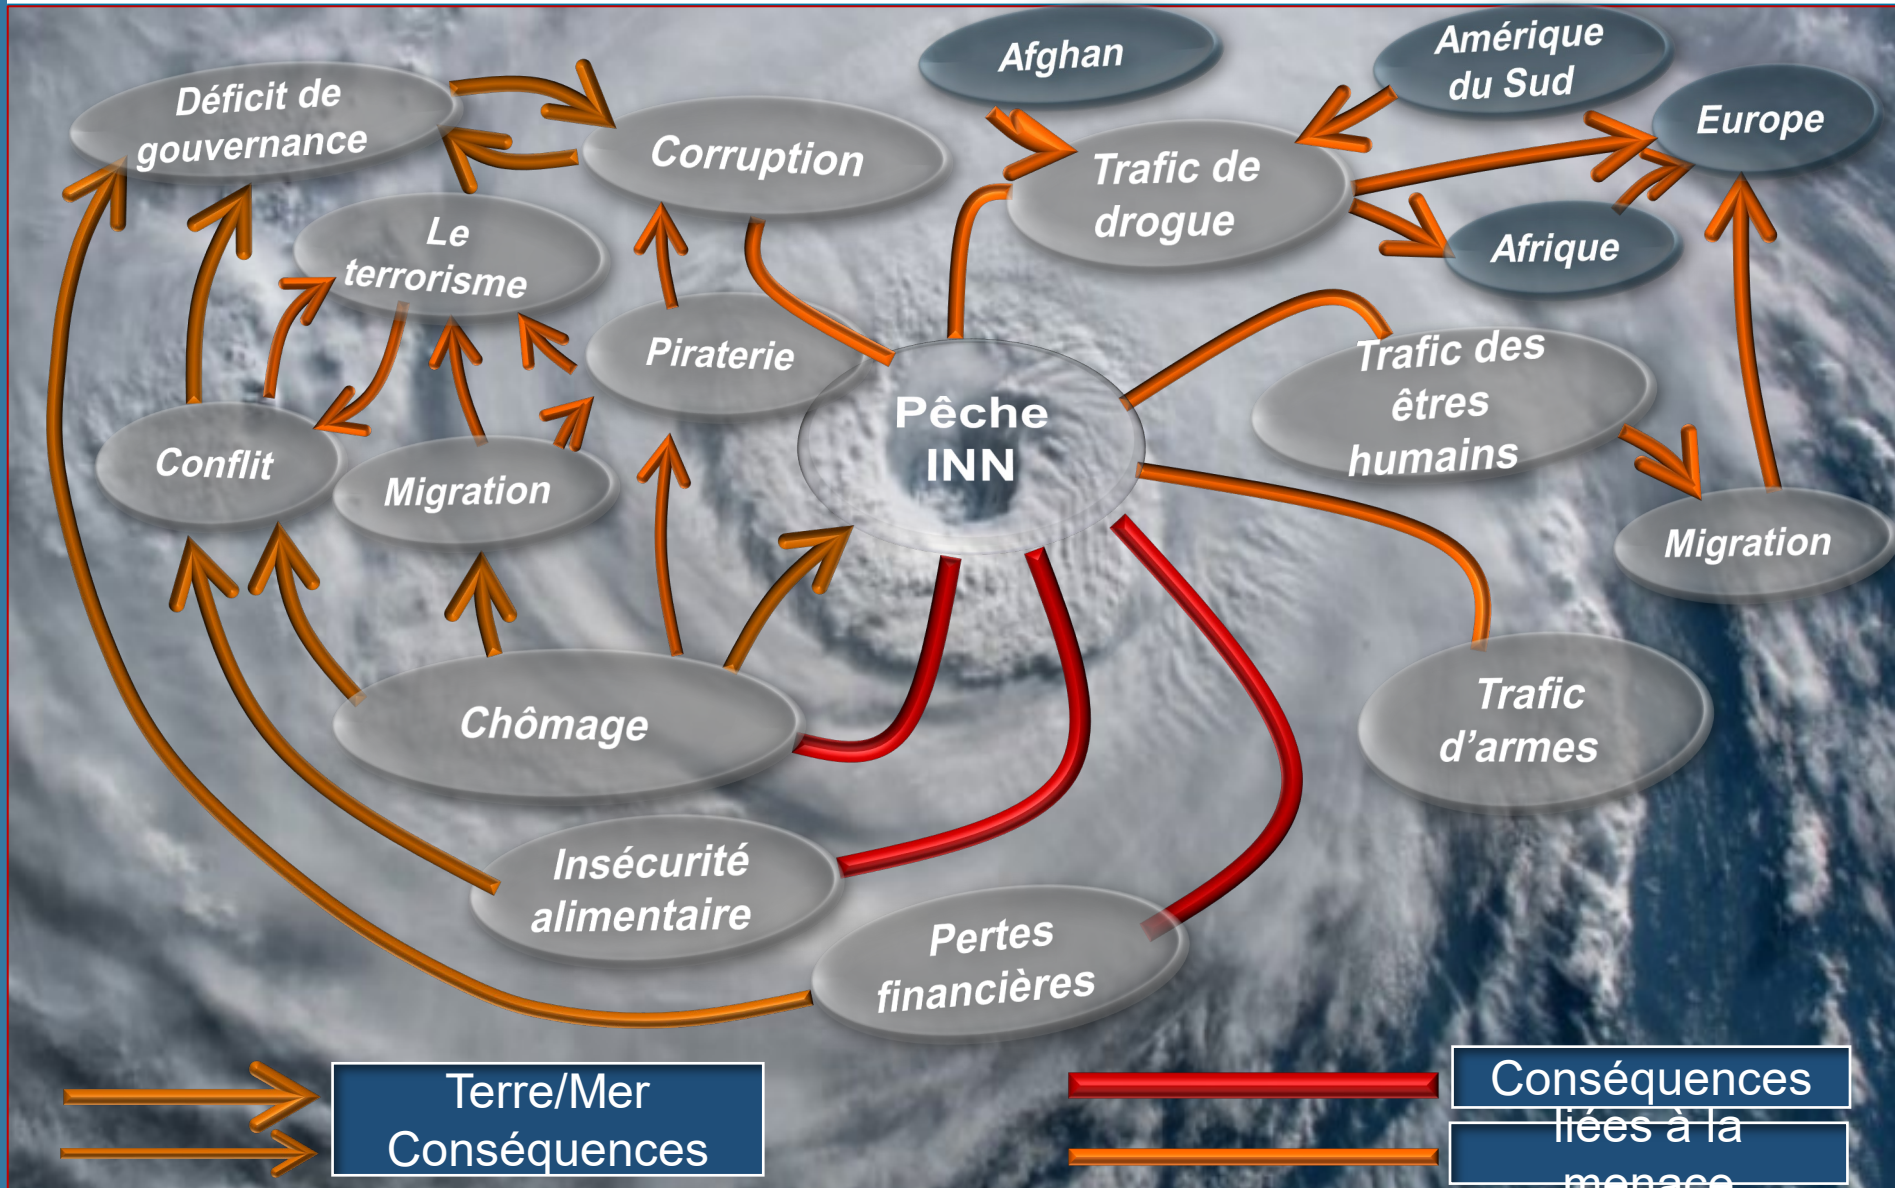 Afghan
Amérique
du Sud
Déficit de
gouvernance
Europe
Corruption
Trafic de
drogue
Le
terrorisme
Afrique
Piraterie
Trafic des
êtres
humains
Pêche
INN
Conflit
Migration
Migration
Trafic
d’armes
Chômage
Insécurité
alimentaire
Pertes
financières
Terre/Mer
Conséquences
Conséquences
liées à la
menace